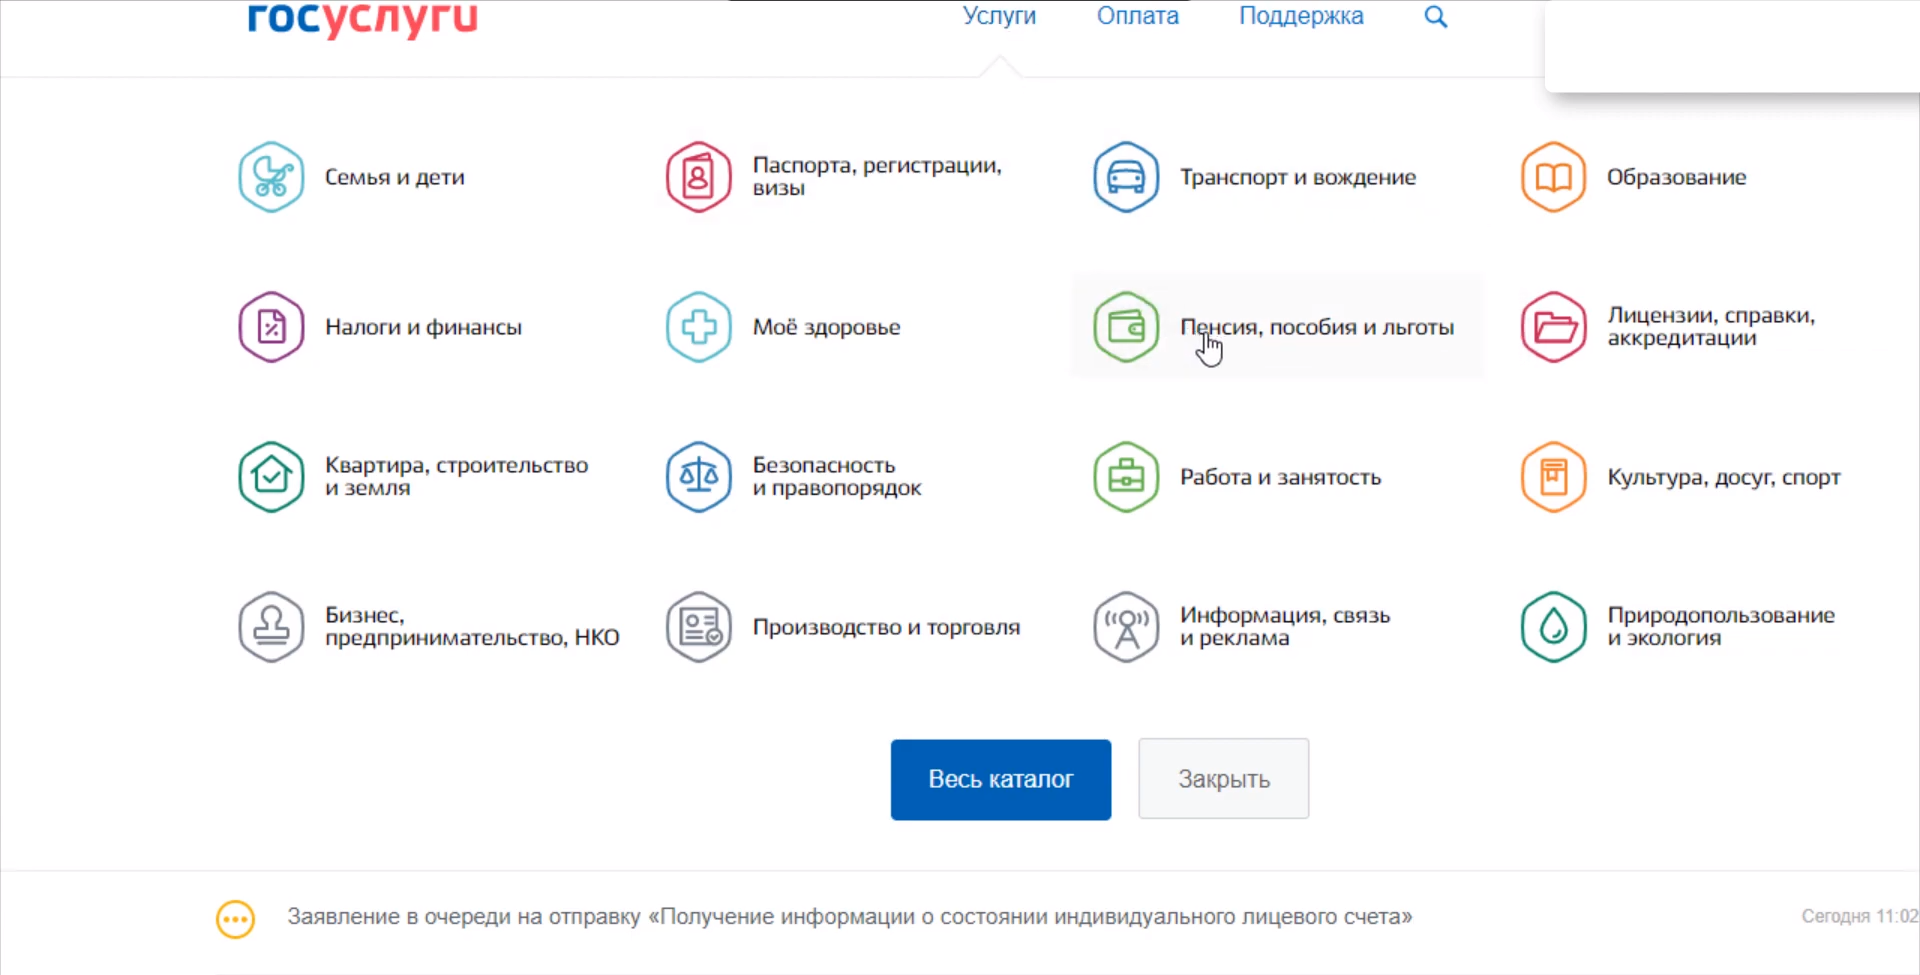 госуслуги
Услуги
Оплата
Поддержка
Семья и дети
Паспорта, регистрации,
визы
Транспорт и вождение
Образование
Налоги и финансы
Моё здоровье
Пенсия, пособия и льготы
Лицензии, справки,
аккредитации
Квартира, строительство
и земля
Безопасность
и правопорядок
Работа и занятость
Культура, досуг, спорт
Бизнес,
предпринимательство, НКО
Производство и торговля
Информация, связь
и реклама
Природопользование
и экология
Весь каталог
Закрыть
Заявление в очереди на отправку «Получение информации о состоянии индивидуального лицевого счета»
Сегодня 11:02